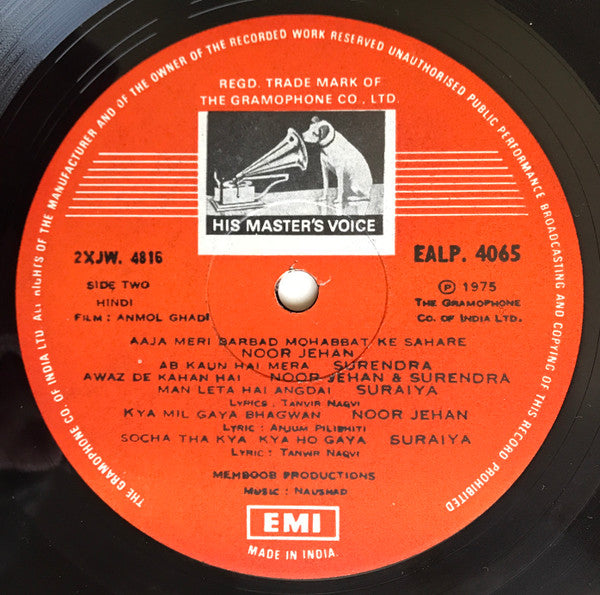 ALL RIGHTS OF THE MANUFACTURER AND OF THE OWNER OF THE RECORDED WORK RESERVED UNAUTHORISED PUBLIC PERFORMANCE BROADCASTING AND COPYING OF THIS RECORD PROHIBITED
REGD. TRADE MARK OF
THE GRAMOPHONE CO., LTD.
HIS MASTER'S VOICE
2XJW. 4816
EALP. 4065
SIDE TWO
HINDI
FILM : ANMOL GHADI
Ⓟ 1975
THE GRAMOPHONE
CO. OF INDIA LTD.
AAJA MERI BARBAD MOHABBAT KE SAHARE
NOOR JEHAN
AB KAUN HAI MERA SURENDRA
AWAZ DE KAHAN HAI NOOR JEHAN & SURENDRA
MAN LETA HAI ANGDAI SURAIYA
LYRICS : TANVIR NAQVI
KYA MIL GAYA BHAGWAN NOOR JEHAN
LYRIC : ANJUM PILIBHITI
SOCHA THA KYA KYA HO GAYA SURAIYA
LYRIC : TANVIR NAQVI
MEHBOOB PRODUCTIONS
MUSIC : NAUSHAD
EMI
MADE IN INDIA.
THE GRAMOPHONE CO. OF INDIA LTD.